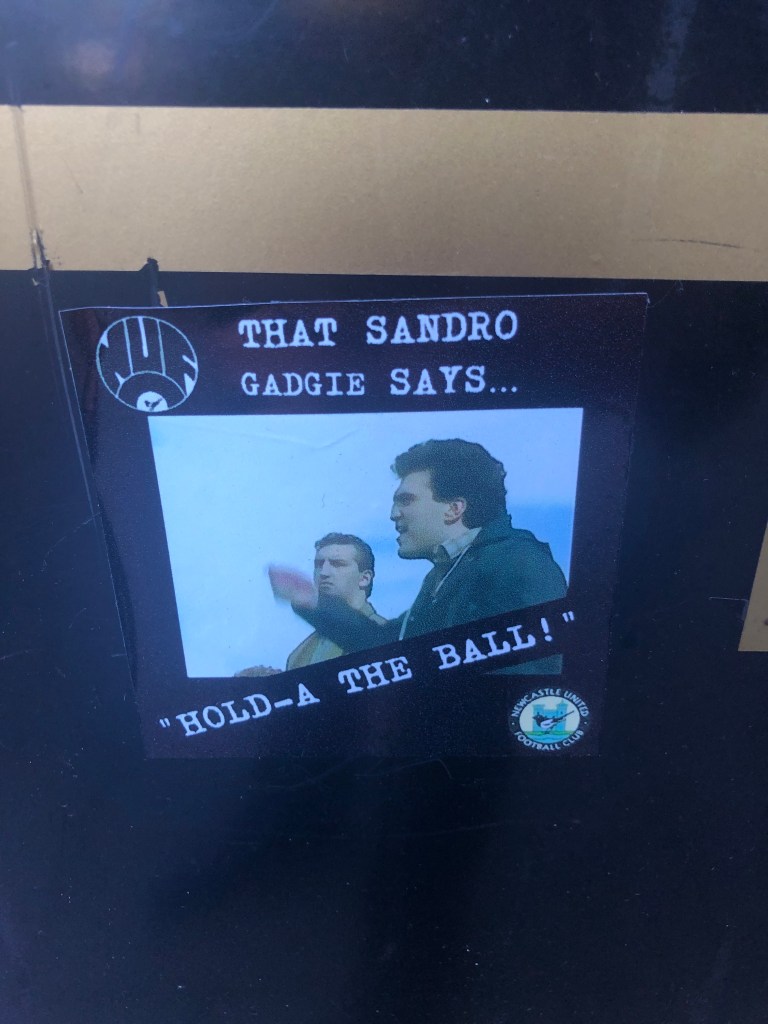 THAT SANDRO
GADGIE SAYS...
"HOLD-A THE BALL!"
NEWCASTLE UNITED
FOOTBALL CLUB